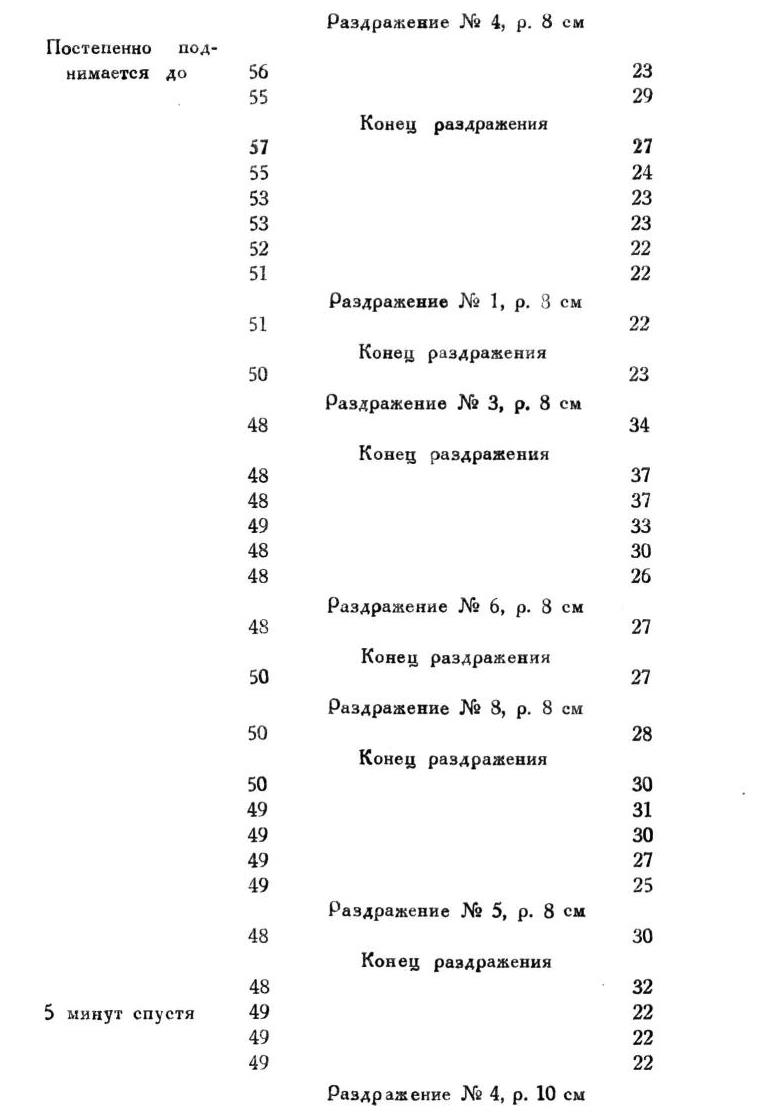 Раздражение № 4, р. 8 см
Постепенно под-
нимается до 56 23
55 29
Конец раздражения
57 27
55 24
53 23
53 23
52 22
51 22
Раздражение № 1, р. 8 см
51 22
Конец раздражения
50 23
Раздражение № 3, р. 8 см
48 34
Конец раздражения
48 37
48 37
49 33
48 30
48 26
Раздражение № 6, р. 8 см
48 27
Конец раздражения
50 27
Раздражение № 8, р. 8 см
50 28
Конец раздражения
50 30
49 31
49 30
49 27
49 25
Раздражение № 5, р. 8 см
48 30
Конец раздражения
48 32
5 минут спустя 49 22
49 22
49 22
Раздражение № 4, р. 10 см